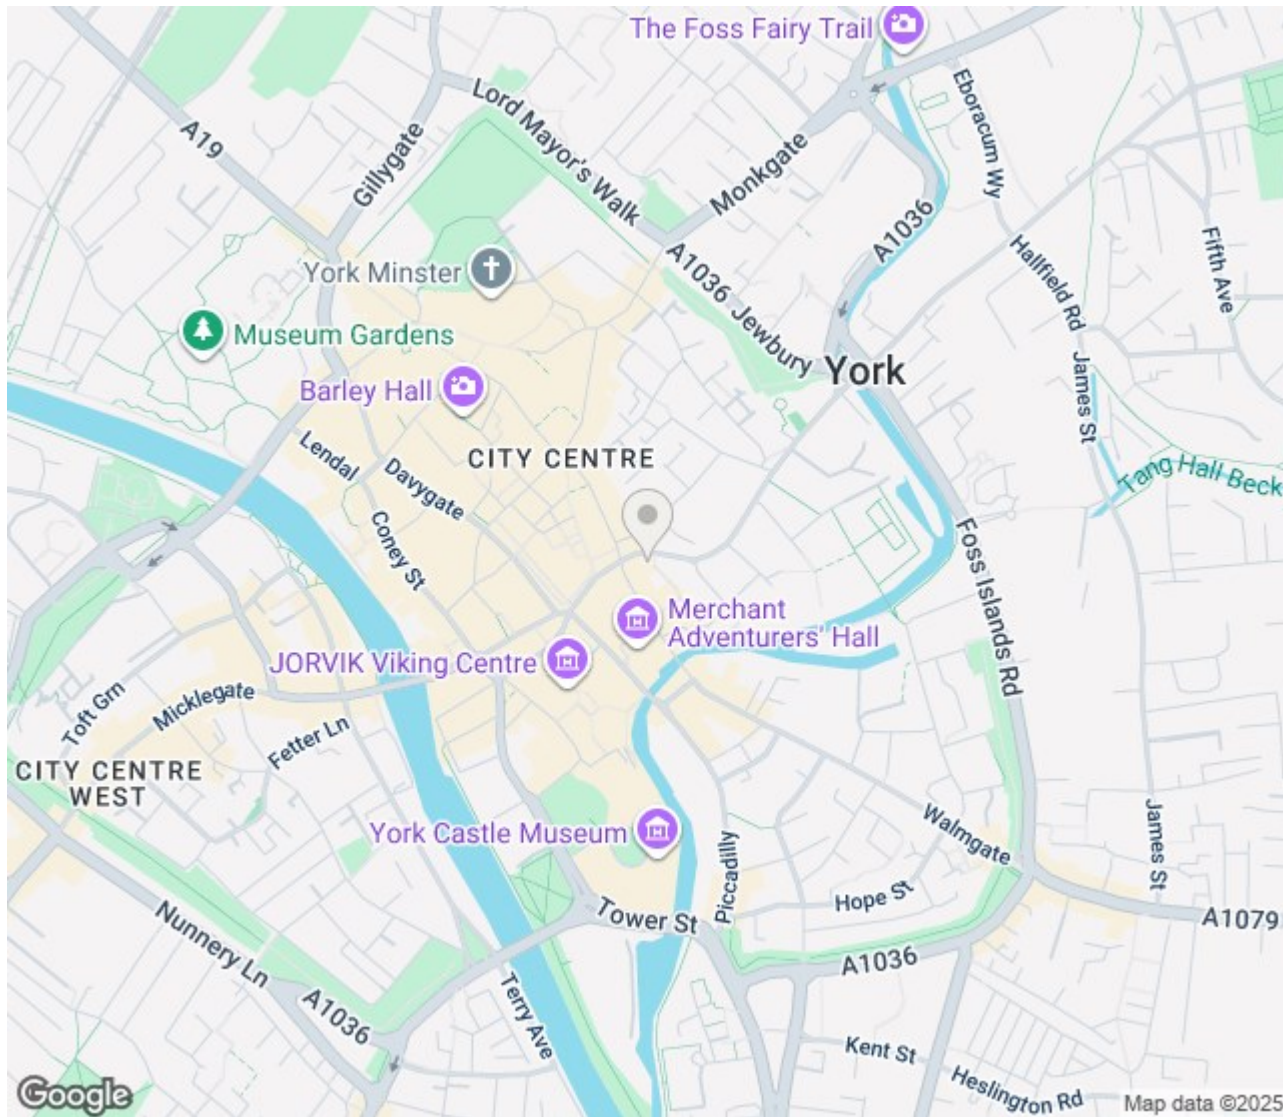 The Foss Fairy Trail
Lord Mayor's Walk
A19
Gillygate
Monkgate
Eboracum Wy
A1036
Fifth Ave
Hallfield Rd
York Minster
A1036
Jewbury
Museum Gardens
York
James St
Barley Hall
Lendal
CITY CENTRE
Davygate
Tang Hall Beck
Coney St
Foss Islands Rd
Merchant
Adventurers' Hall
JORVIK Viking Centre
Toft Grn
Micklegate
Fetter Ln
CITY CENTRE
WEST
York Castle Museum
Piccadilly
Walmgate
James St
Hope St
Tower St
A1079
Nunnery Ln
A1036
A1036
Terry Ave
Kent St
Heslington Rd
Google
Map data ©2025